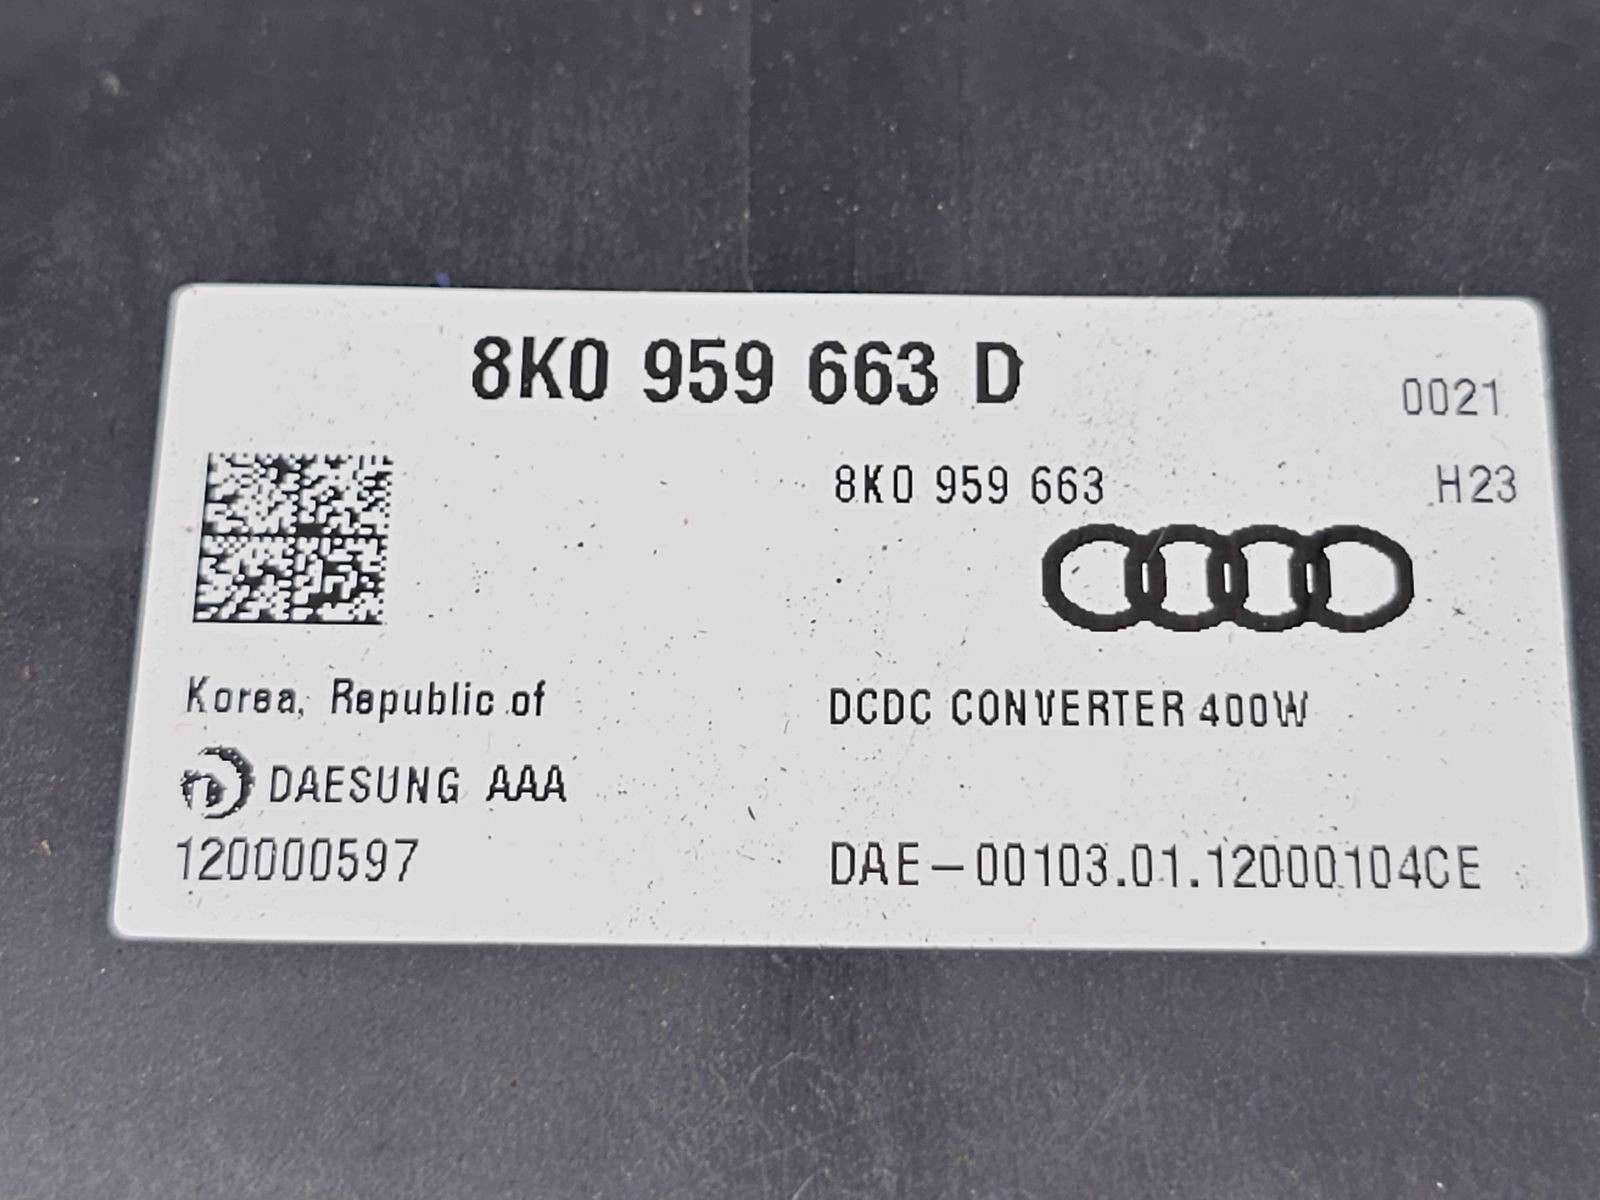 8K0 959 663 D
0021
8K0 959 663
H23
Korea, Republic of
DCDC CONVERTER 400W
DAESUNG AAA
120000597
DAE-00103.01.12000104CE